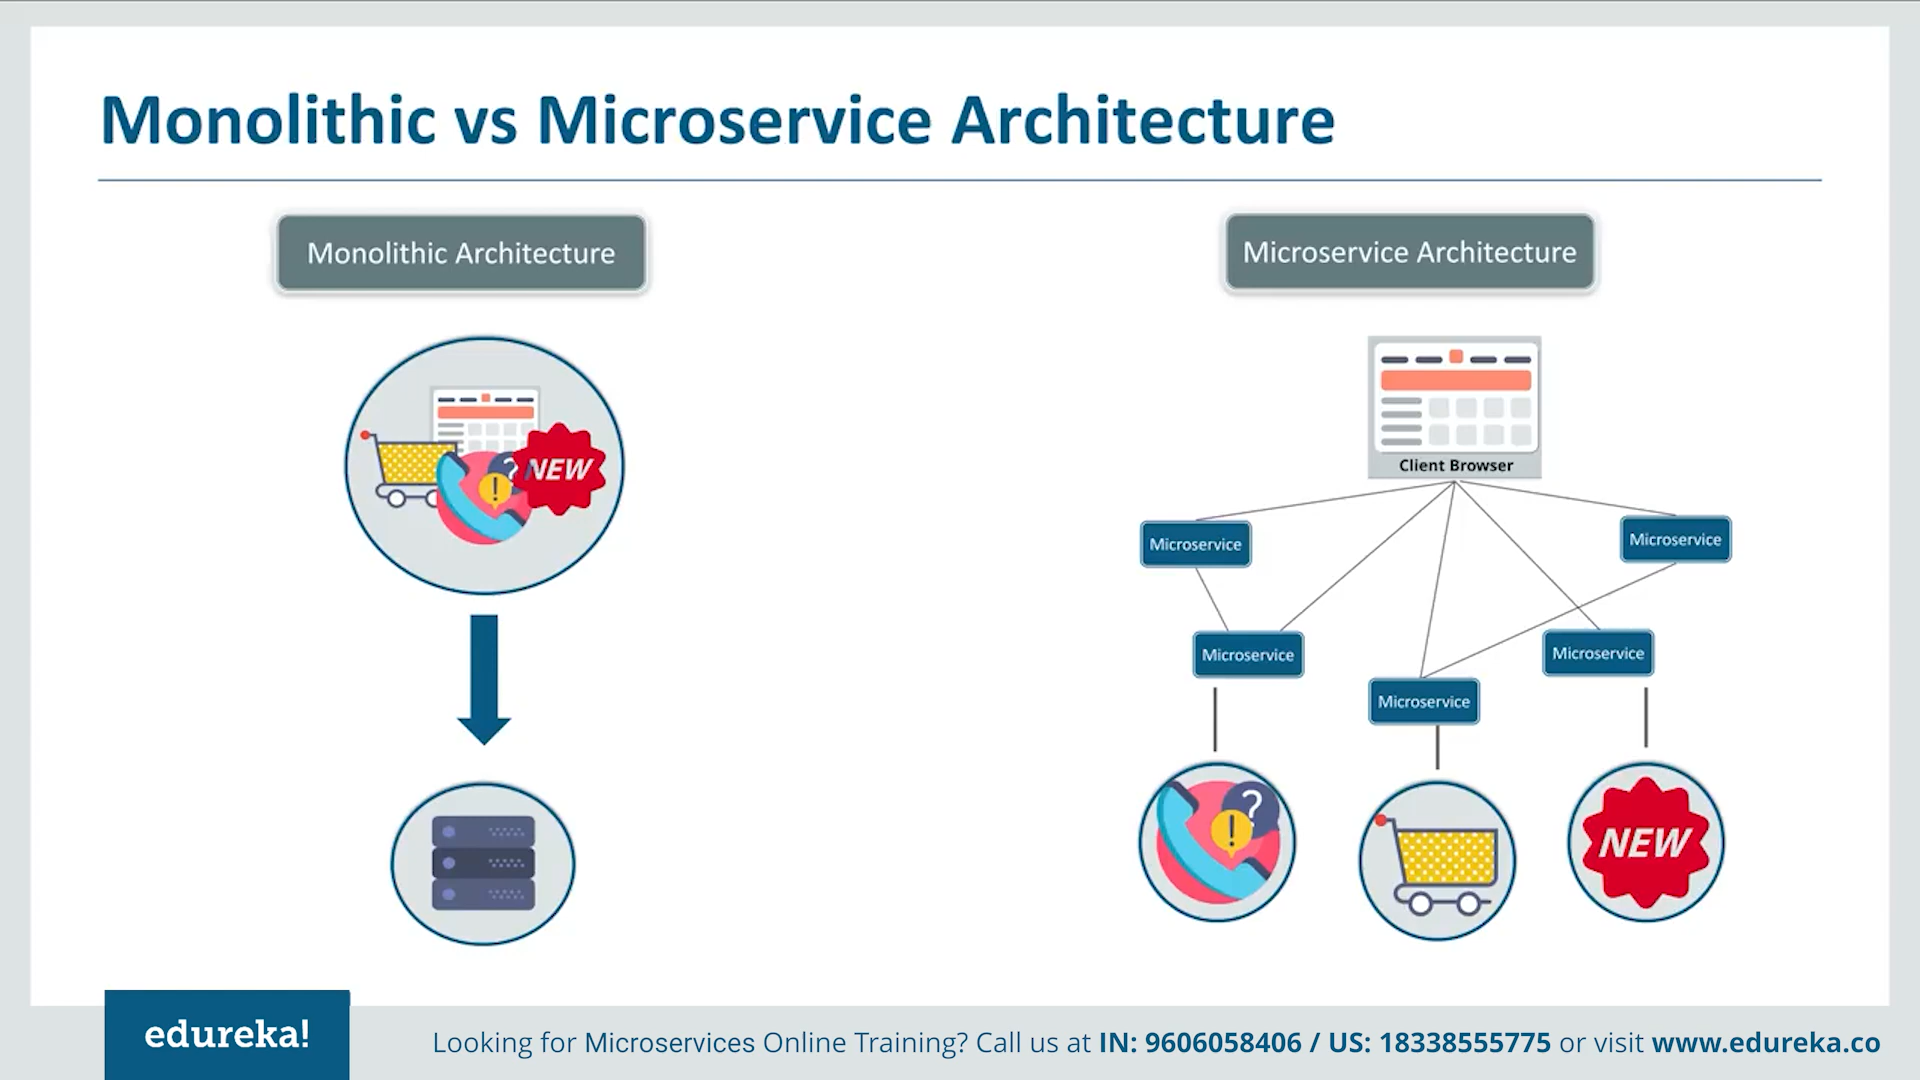 Monolithic vs Microservice Architecture
Monolithic Architecture
Microservice Architecture
? ! NEW
Client Browser
Microservice
Microservice
Microservice
Microservice
Microservice
? !
NEW
edureka!
Looking for Microservices Online Training? Call us at IN: 9606058406 / US: 18338555775 or visit www.edureka.co